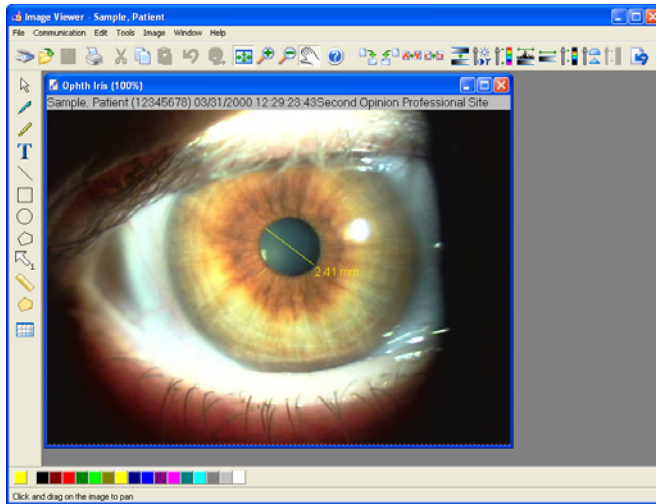 Image Viewer - Sample, Patient
File Communication Edit Tools Image Window Help
Ophth Iris (100%)
Sample, Patient (12345678) 03/31/2000 12:29:23:43Second Opinion Professional Site
T
1
2.41 mm
Click and drag on the image to pan